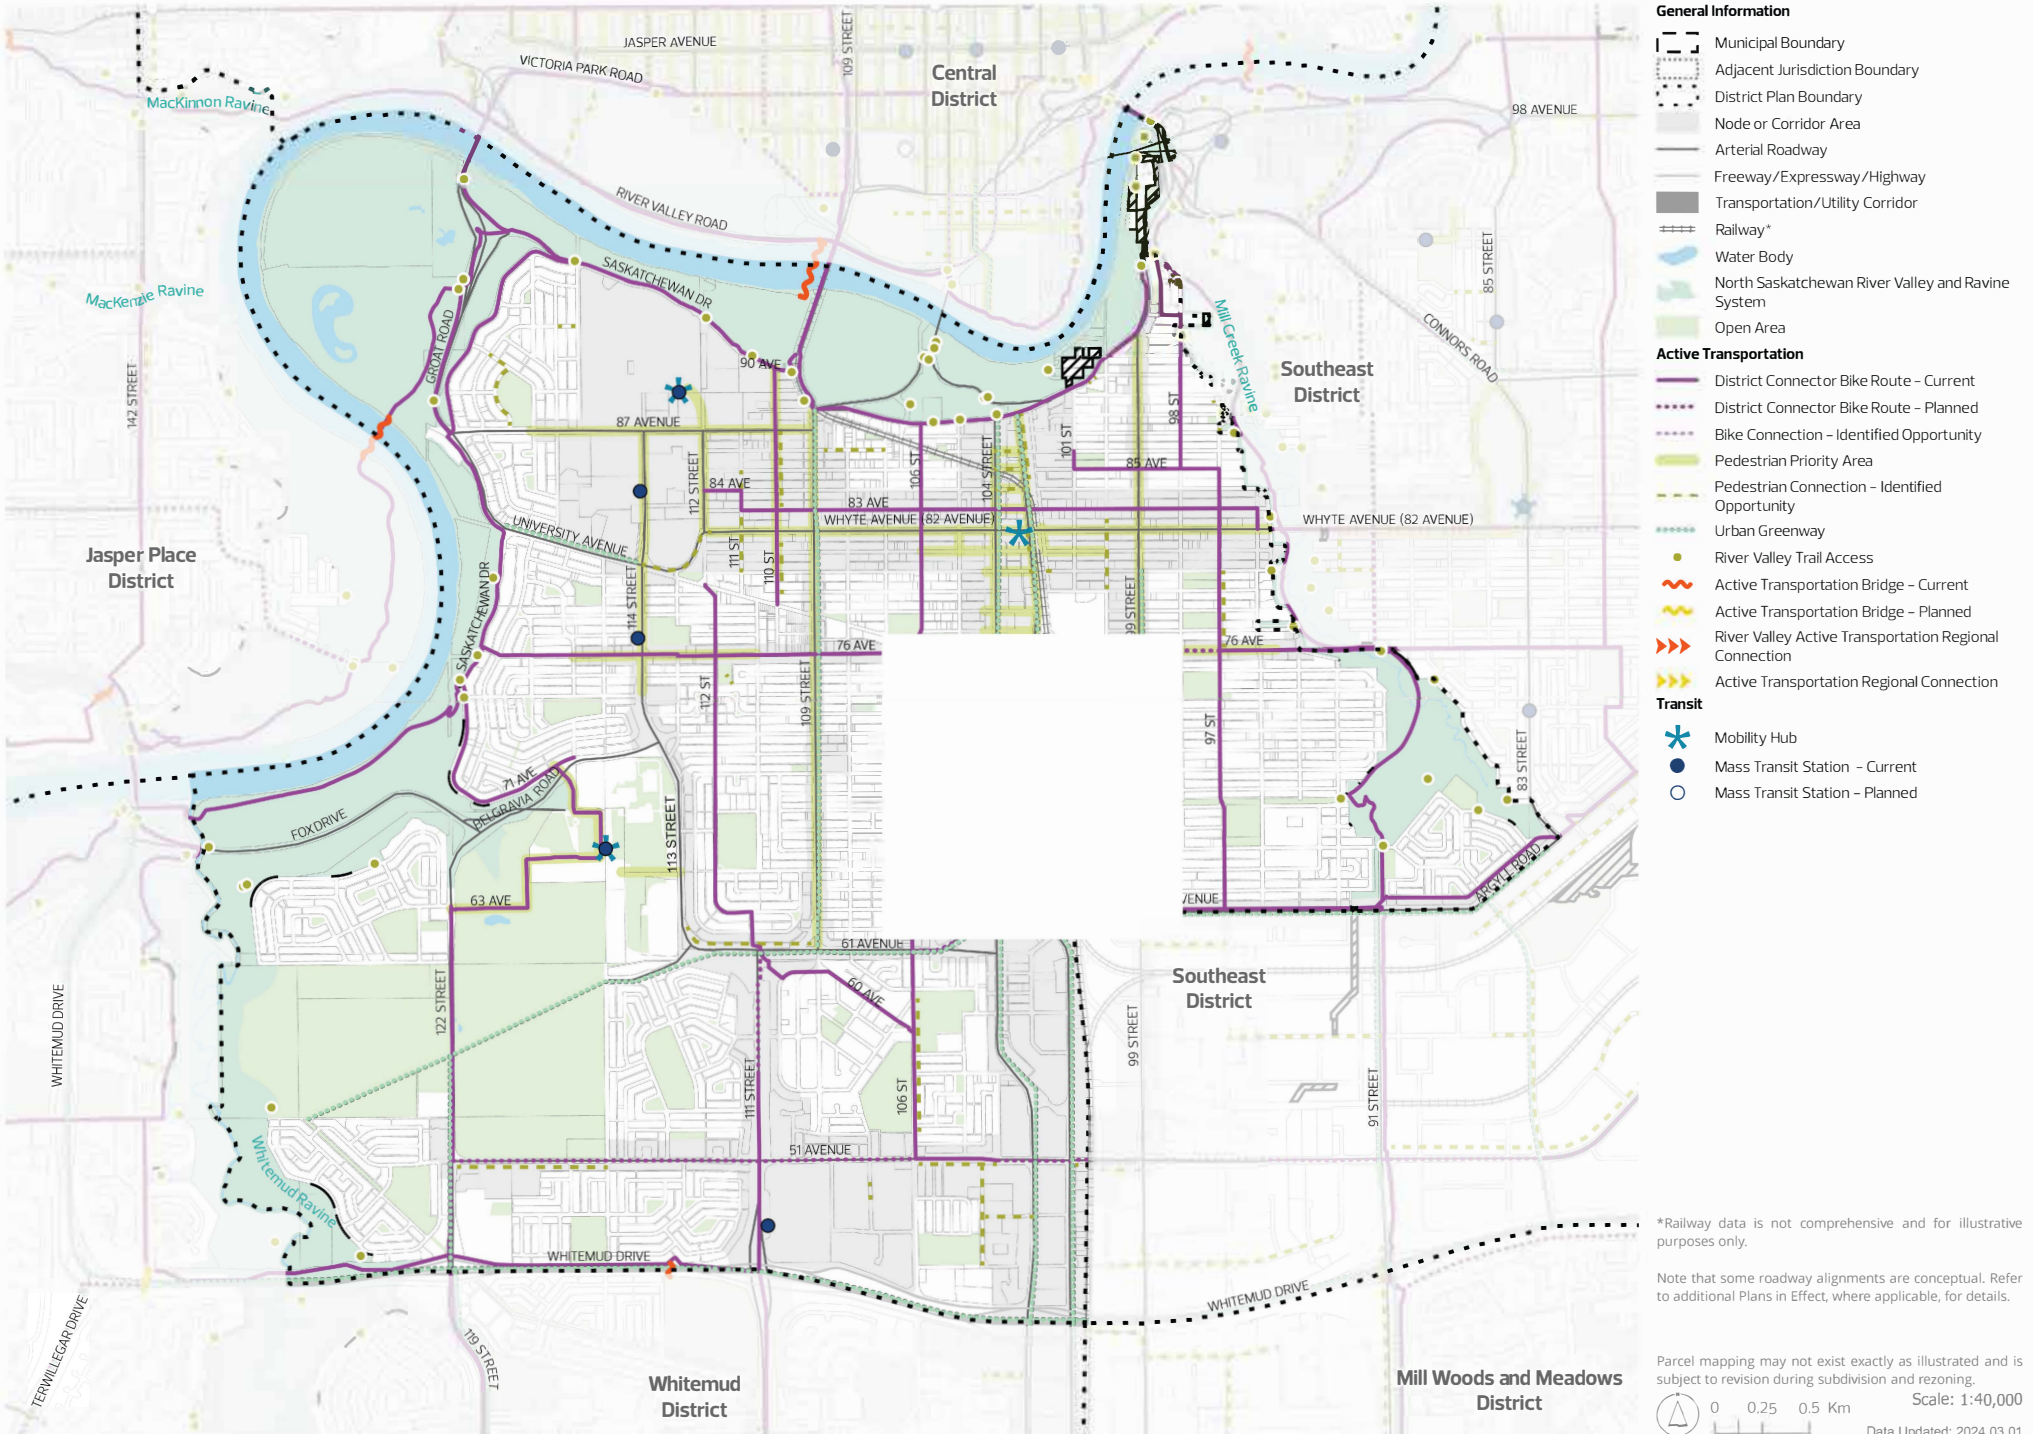 JASPER AVENUE
VICTORIA PARK ROAD
109 STREET
Central
District
MacKinnon Ravine
98 AVENUE
RIVER VALLEY ROAD
MacKenzie Ravine
SASKATCHEWAN DR
85 STREET
Mill Creek Ravine
CONNORS ROAD
GROAT ROAD
142 STREET
90 AVE
Southeast
District
87 AVENUE
98 ST
101 ST
106 ST
104 STREET
112 STREET
85 AVE
84 AVE
83 AVE
WHYTE AVENUE (82 AVENUE)
WHYTE AVENUE (82 AVENUE)
UNIVERSITY AVENUE
111 ST
110 ST
Jasper Place
District
114 STREET
99 STREET
SASKATCHEWAN DR
76 AVE
76 AVE
112 ST
109 STREET
97 ST
83 STREET
71 AVE
BELGRAVIA ROAD
FOX DRIVE
113 STREET
ARGYLL ROAD
63 AVE
VENUE
61 AVENUE
60 AVE
Southeast
District
122 STREET
WHITEMUD DRIVE
99 STREET
111 STREET
106 ST
91 STREET
51 AVENUE
Whitemud Ravine
WHITEMUD DRIVE
WHITEMUD DRIVE
TERWILLEGAR DRIVE
119 STREET
Whitemud
District
Mill Woods and Meadows
District
General Information
Municipal Boundary
Adjacent Jurisdiction Boundary
District Plan Boundary
Node or Corridor Area
Arterial Roadway
Freeway/Expressway/Highway
Transportation/Utility Corridor
Railway*
Water Body
North Saskatchewan River Valley and Ravine
System
Open Area
Active Transportation
District Connector Bike Route – Current
District Connector Bike Route – Planned
Bike Connection – Identified Opportunity
Pedestrian Priority Area
Pedestrian Connection – Identified
Opportunity
Urban Greenway
River Valley Trail Access
Active Transportation Bridge – Current
Active Transportation Bridge – Planned
River Valley Active Transportation Regional
Connection
Active Transportation Regional Connection
Transit
Mobility Hub
Mass Transit Station – Current
Mass Transit Station – Planned
*Railway data is not comprehensive and for illustrative
purposes only.
Note that some roadway alignments are conceptual. Refer
to additional Plans in Effect, where applicable, for details.
Parcel mapping may not exist exactly as illustrated and is
subject to revision during subdivision and rezoning.
Scale: 1:40,000
0 0.25 0.5 Km
Data Updated: 2024.03.01